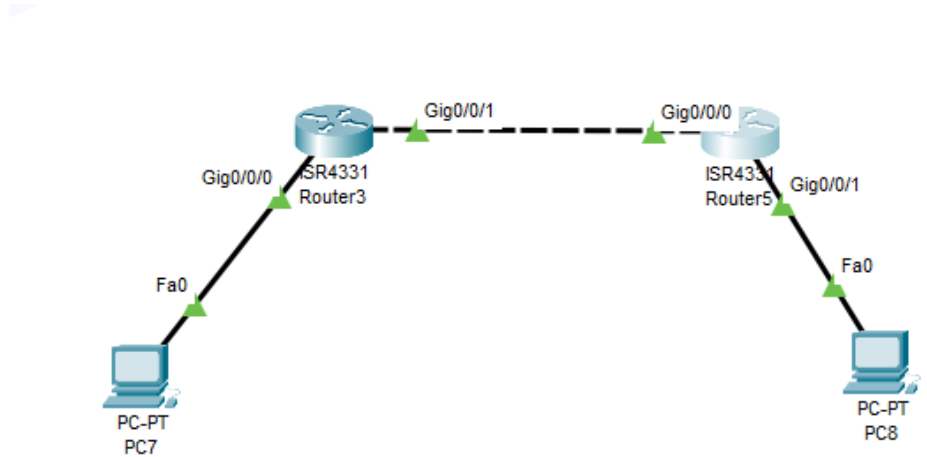 Gig0/0/1
Gig0/0/0
ISR4331
Router3
ISR4331
Router5
Gig0/0/0
Gig0/0/1
Fa0
Fa0
PC-PT
PC7
PC-PT
PC8